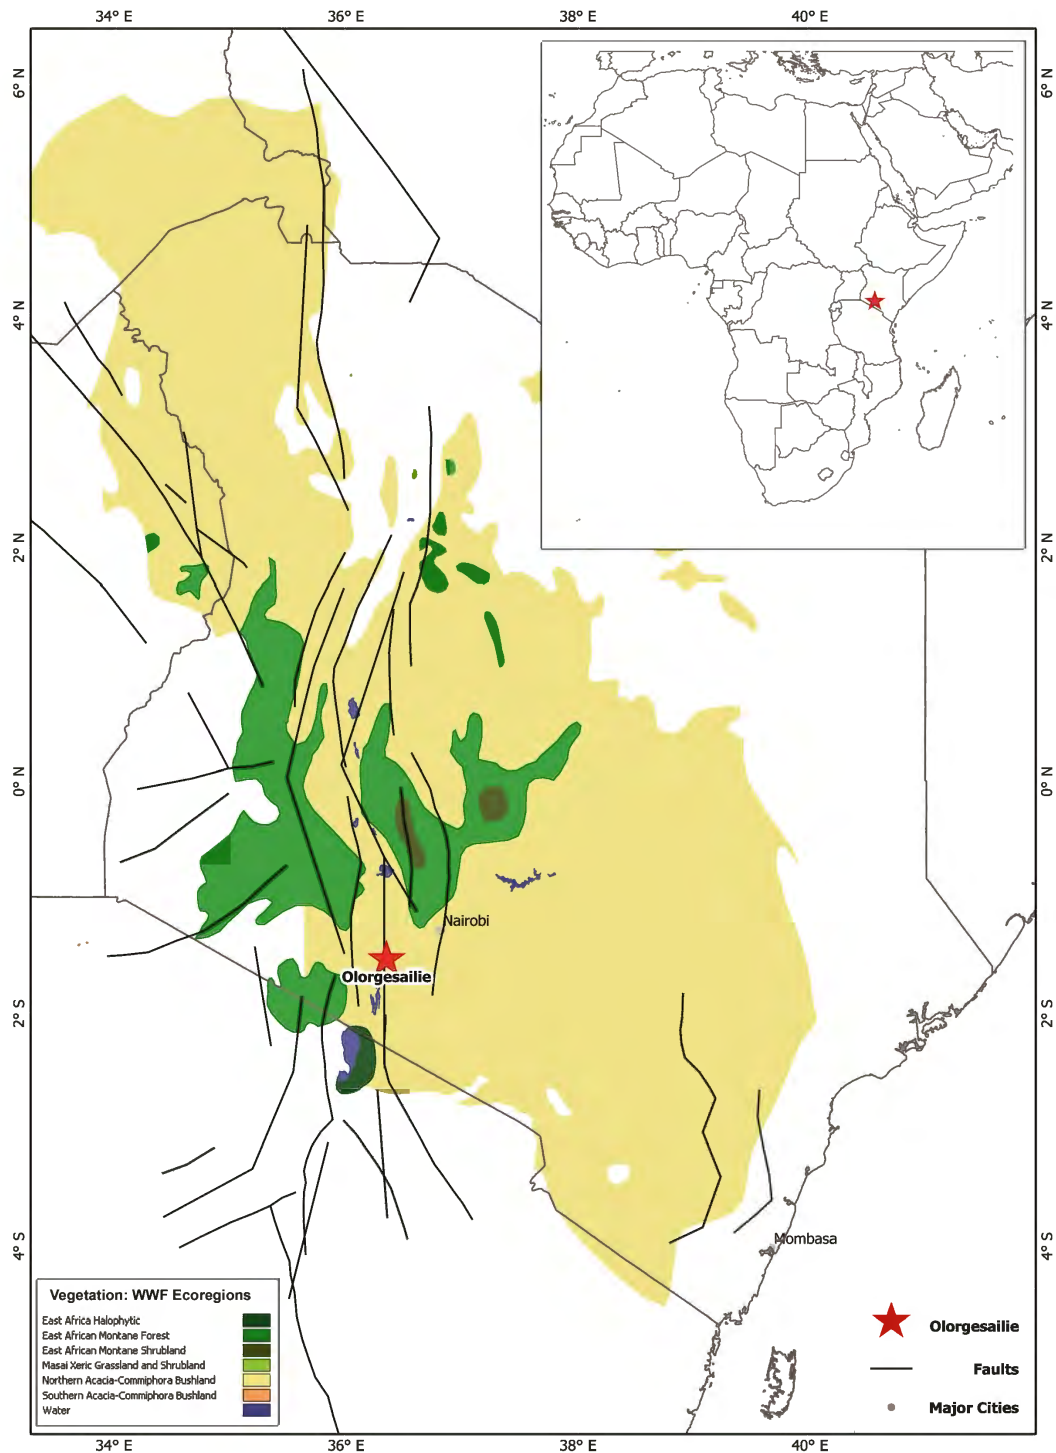 34° E 36° E 38° E 40° E
6° N 6° N
4° N 4° N
2° N 2° N
0° N 0° N
Nairobi
Olorgesailie
2° S 2° S
4° S 4° S
Mombasa
Vegetation: WWF Ecoregions
East Africa Halophytic
East African Montane Forest
East African Montane Shrubland
Masai Xeric Grassland and Shrubland
Northern Acacia-Commiphora Bushland
Southern Acacia-Commiphora Bushland
Water
Olorgesailie
Faults
Major Cities
34° E 36° E 38° E 40° E